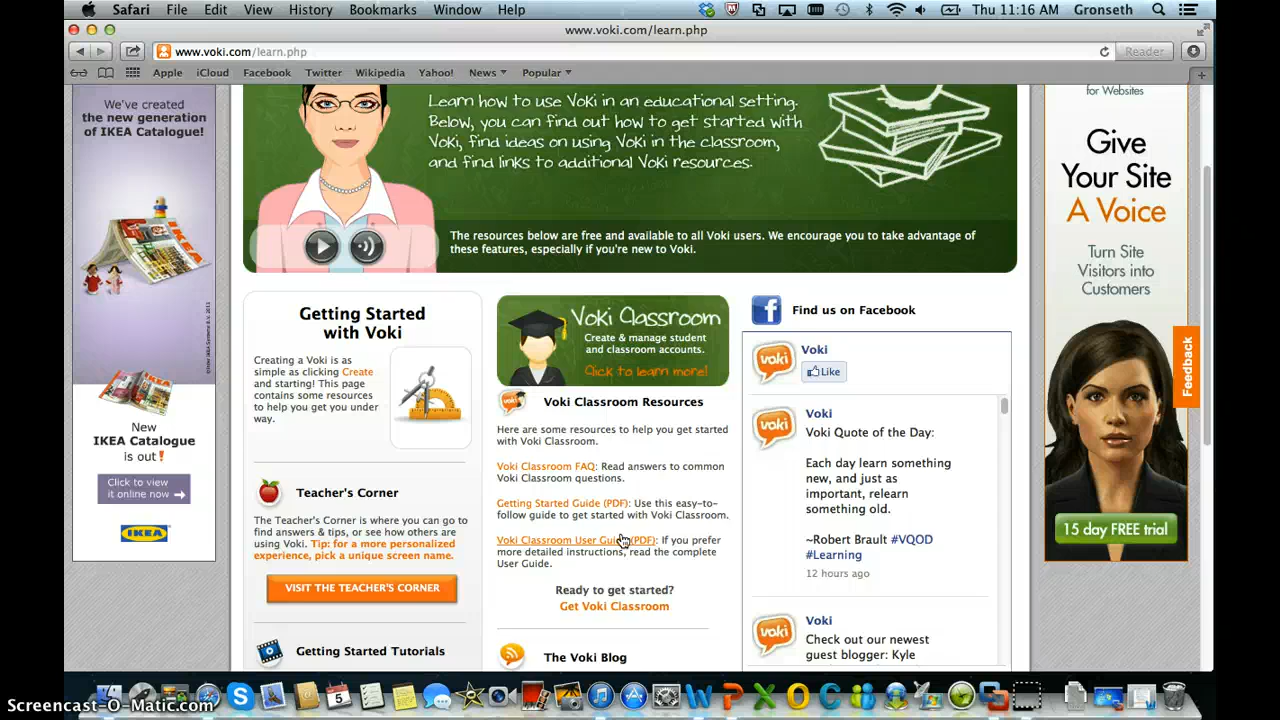 Safari File Edit View History Bookmarks Window Help Thu 11:16 AM Gronseth
www.voki.com/learn.php
www.voki.com/learn.php Reader
Apple iCloud Facebook Twitter Wikipedia Yahoo! News Popular
We've created
the new generation
of IKEA Catalogue!
New
IKEA Catalogue
is out!
Click to view
it online now
IKEA
Learn how to use Voki in an educational setting.
Below, you can find out how to get started with
Voki, find ideas on using Voki in the classroom,
and find links to additional Voki resources.
The resources below are free and available to all Voki users. We encourage you to take advantage of
these features, especially if you're new to Voki.
Getting Started
with Voki
Creating a Voki is as
simple as clicking Create
and starting! This page
contains some resources
to help you get you under
way.
Teacher's Corner
The Teacher's Corner is where you can go to
find answers & tips, or see how others are
using Voki. Tip: for a more personalized
experience, pick a unique screen name.
VISIT THE TEACHER'S CORNER
Getting Started Tutorials
Voki Classroom
Create & manage student
and classroom accounts.
Click to learn more!
voki
Voki Classroom Resources
Here are some resources to help you get started
with Voki Classroom.
Voki Classroom FAQ: Read answers to common
Voki Classroom questions.
Getting Started Guide (PDF): Use this easy-to-
follow guide to get started with Voki Classroom.
Voki Classroom User Guide (PDF): If you prefer
more detailed instructions, read the complete
User Guide.
Ready to get started?
Get Voki Classroom
The Voki Blog
Find us on Facebook
voki
Voki
Like
voki
Voki
Voki Quote of the Day:
Each day learn something
new, and just as
important, relearn
something old.
~Robert Brault #VQOD
#Learning
12 hours ago
voki
Voki
Check out our newest
guest blogger: Kyle
for Websites
Give
Your Site
A Voice
Turn Site
Visitors into
Customers
15 day FREE trial
Feedback
5
Screencast-O-Matic.com